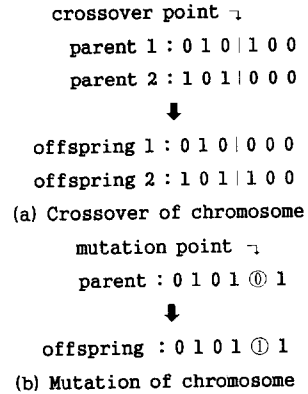 crossover point
parent 1 : 0 1 0 | 1 0 0
parent 2 : 1 0 1 | 0 0 0
offspring 1 : 0 1 0 | 0 0 0
offspring 2 : 1 0 1 | 1 0 0
(a) Crossover of chromosome
mutation point
parent : 0 1 0 1 ⓪ 1
offspring : 0 1 0 1 ① 1
(b) Mutation of chromosome